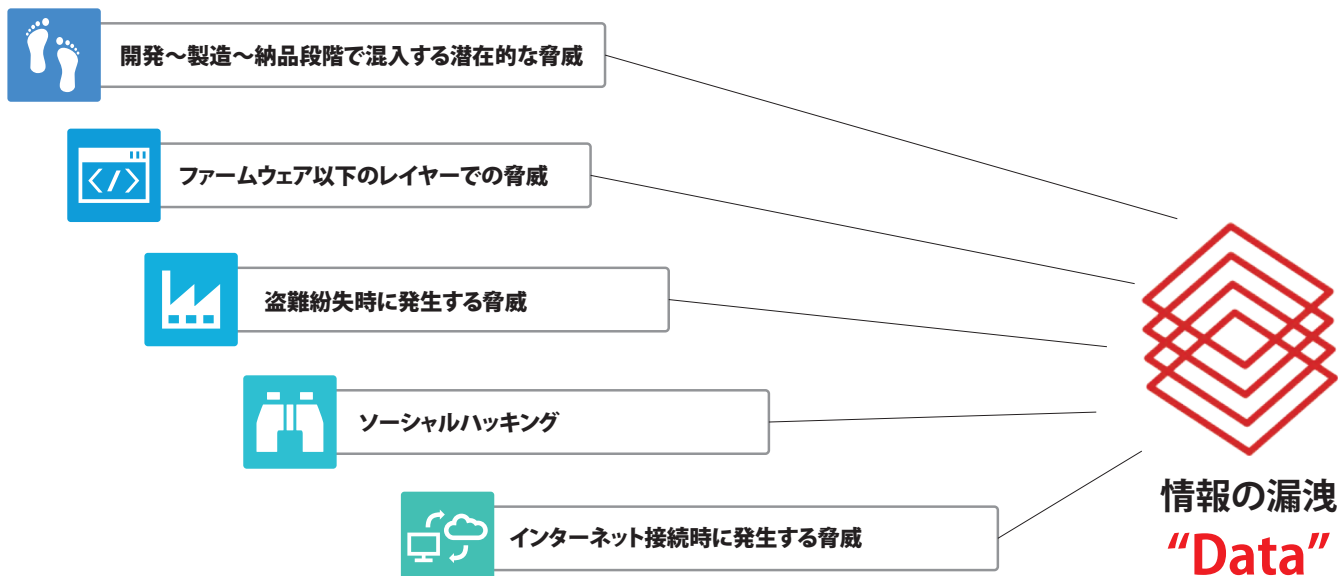 開発～製造～納品段階で混入する潜在的な脅威
ファームウェア以下のレイヤーでの脅威
盗難紛失時に発生する脅威
ソーシャルハッキング
インターネット接続時に発生する脅威
情報の漏洩
“Data”